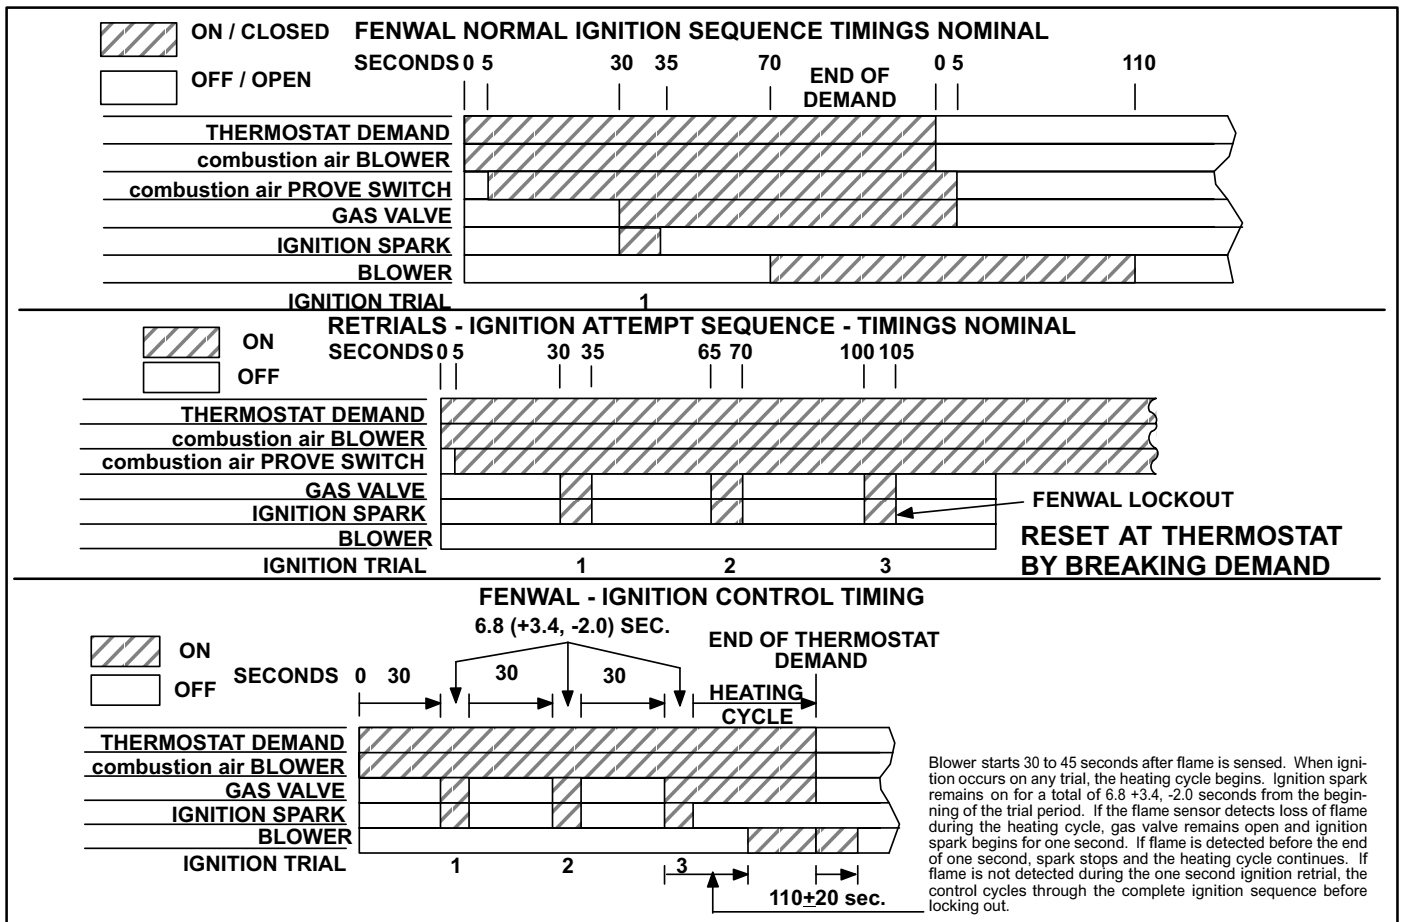 ON / CLOSED
OFF / OPEN
FENWAL NORMAL IGNITION SEQUENCE TIMINGS NOMINAL
SECONDS 0 5 30 35 70 END OF DEMAND 0 5 110
THERMOSTAT DEMAND
combustion air BLOWER
combustion air PROVE SWITCH
GAS VALVE
IGNITION SPARK
BLOWER
IGNITION TRIAL 1
RETRIALS - IGNITION ATTEMPT SEQUENCE - TIMINGS NOMINAL
ON
OFF
SECONDS 0 5 30 35 65 70 100 105
THERMOSTAT DEMAND
combustion air BLOWER
combustion air PROVE SWITCH
GAS VALVE
IGNITION SPARK
BLOWER
IGNITION TRIAL 1 2 3
FENWAL LOCKOUT
RESET AT THERMOSTAT
BY BREAKING DEMAND
FENWAL - IGNITION CONTROL TIMING
6.8 (+3.4, -2.0) SEC.
ON
OFF
SECONDS 0 30 30 30
END OF THERMOSTAT
DEMAND
HEATING
CYCLE
THERMOSTAT DEMAND
combustion air BLOWER
GAS VALVE
IGNITION SPARK
BLOWER
IGNITION TRIAL 1 2 3
110±20 sec.
Blower starts 30 to 45 seconds after flame is sensed. When igni-
tion occurs on any trial, the heating cycle begins. Ignition spark
remains on for a total of 6.8 +3.4, -2.0 seconds from the begin-
ning of the trial period. If the flame sensor detects loss of flame
during the heating cycle, gas valve remains open and ignition
spark begins for one second. If flame is detected before the end
of one second, spark stops and the heating cycle continues. If
flame is not detected during the one second ignition retrial, the
control cycles through the complete ignition sequence before
locking out.